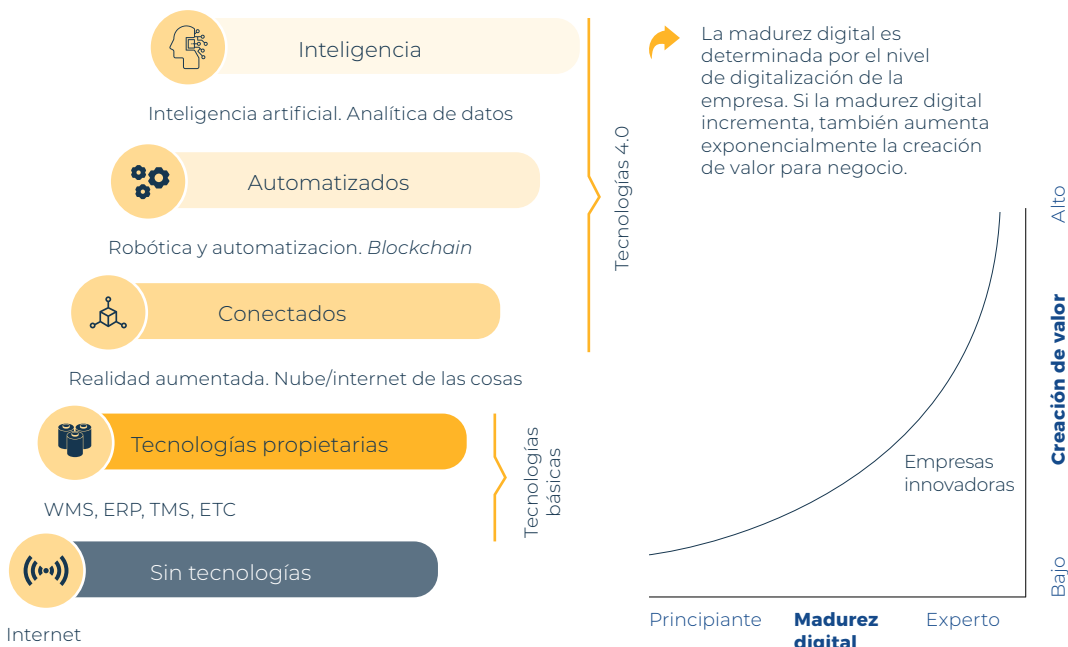 Inteligencia
Inteligencia artificial. Analítica de datos
Automatizados
Robótica y automatizacion. Blockchain
Conectados
Realidad aumentada. Nube/internet de las cosas
Tecnologías 4.0
Tecnologías propietarias
WMS, ERP, TMS, ETC
Sin tecnologías
Internet
Tecnologías
básicas
La madurez digital es
determinada por el nivel
de digitalización de la
empresa. Si la madurez digital
incrementa, también aumenta
exponencialmente la creación
de valor para negocio.
Alto
Creación de valor
Bajo
Empresas
innovadoras
Principiante
Madurez
digital
Experto